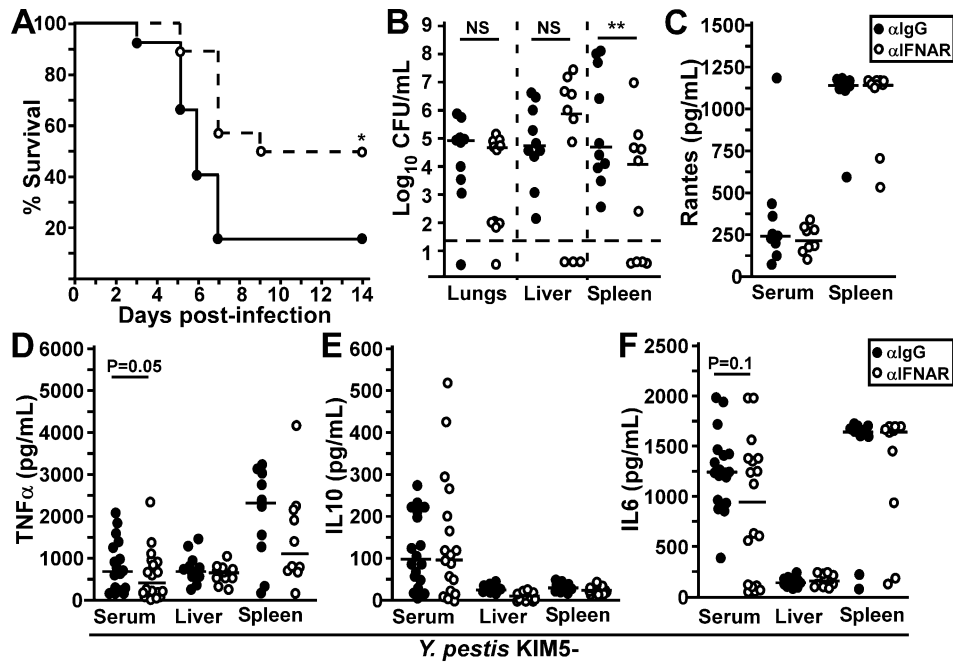 A
% Survival
100
80
60
40
20
0 2 4 6 8 10 12 14
Days post-infection
*
B
NS NS **
Log10 CFU/mL
9
8
7
6
5
4
3
2
1
Lungs Liver Spleen
C
αIgG
αIFNAR
Rantes (pg/mL)
1500
1250
750
500
250
0
Serum Spleen
D
P=0.05
TNFα (pg/mL)
6000
5000
4000
3000
2000
1000
0
Serum Liver Spleen
E
IL10 (pg/mL)
600
500
400
300
200
100
0
Serum Liver Spleen
F
αIgG
αIFNAR
P=0.1
IL6 (pg/mL)
2500
2000
1500
1000
500
0
Serum Liver Spleen
Y. pestis KIM5-